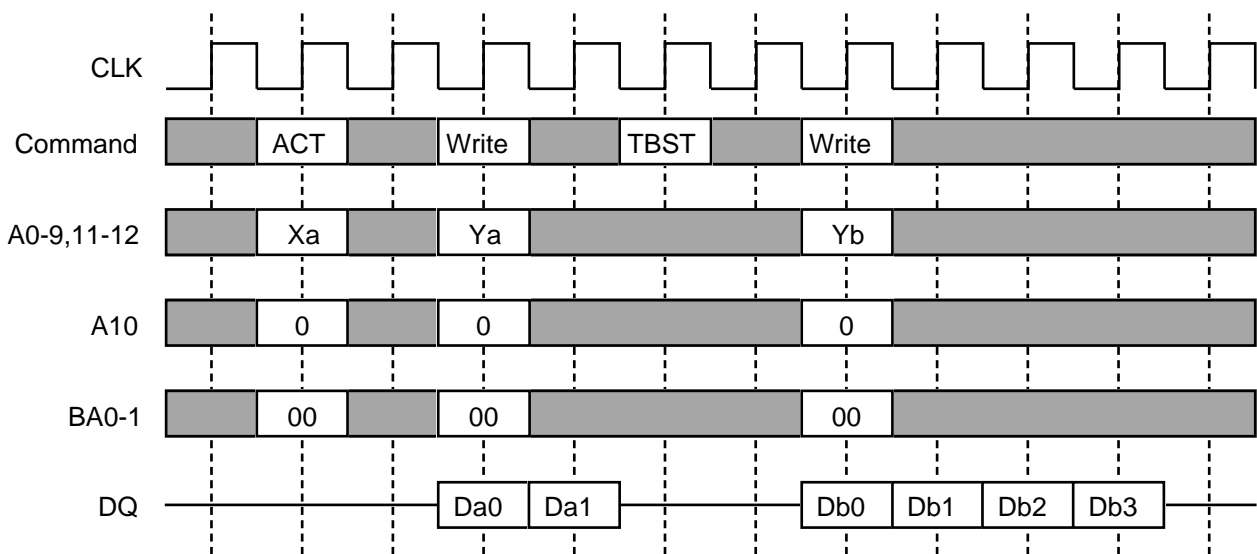 CLK
Command ACT Write TBST Write
A0-9,11-12 Xa Ya Yb
A10 0 0 0
BA0-1 00 00 00
DQ Da0 Da1 Db0 Db1 Db2 Db3